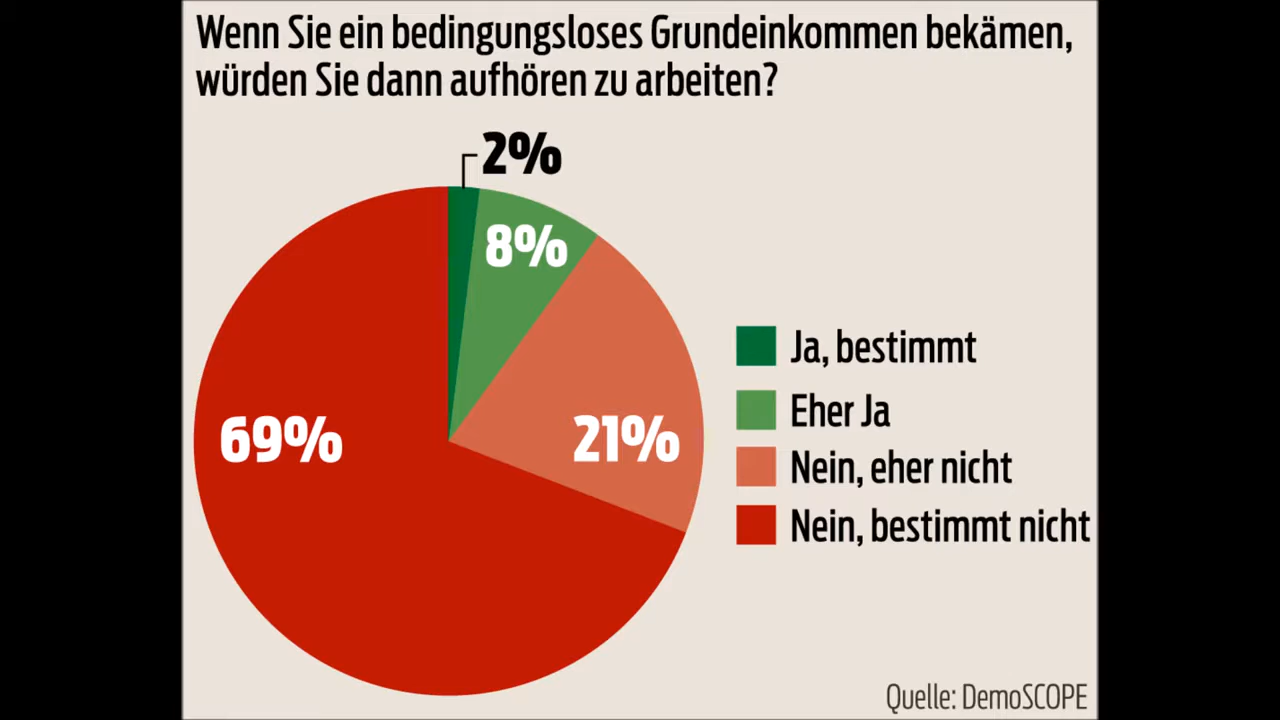 Wenn Sie ein bedingungsloses Grundeinkommen bekämen,
würden Sie dann aufhören zu arbeiten?
2%
8%
69%
21%
Ja, bestimmt
Eher Ja
Nein, eher nicht
Nein, bestimmt nicht
Quelle: DemoSCOPE